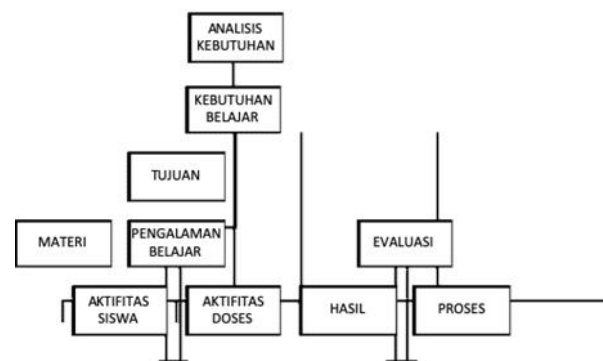 ANALISIS
KEBUTUHAN
KEBUTUHAN
BELAJAR
TUJUAN
MATERI
PENGALAMAN
BELAJAR
EVALUASI
AKTIFITAS
SISWA
AKTIFITAS
DOSES
HASIL
PROSES